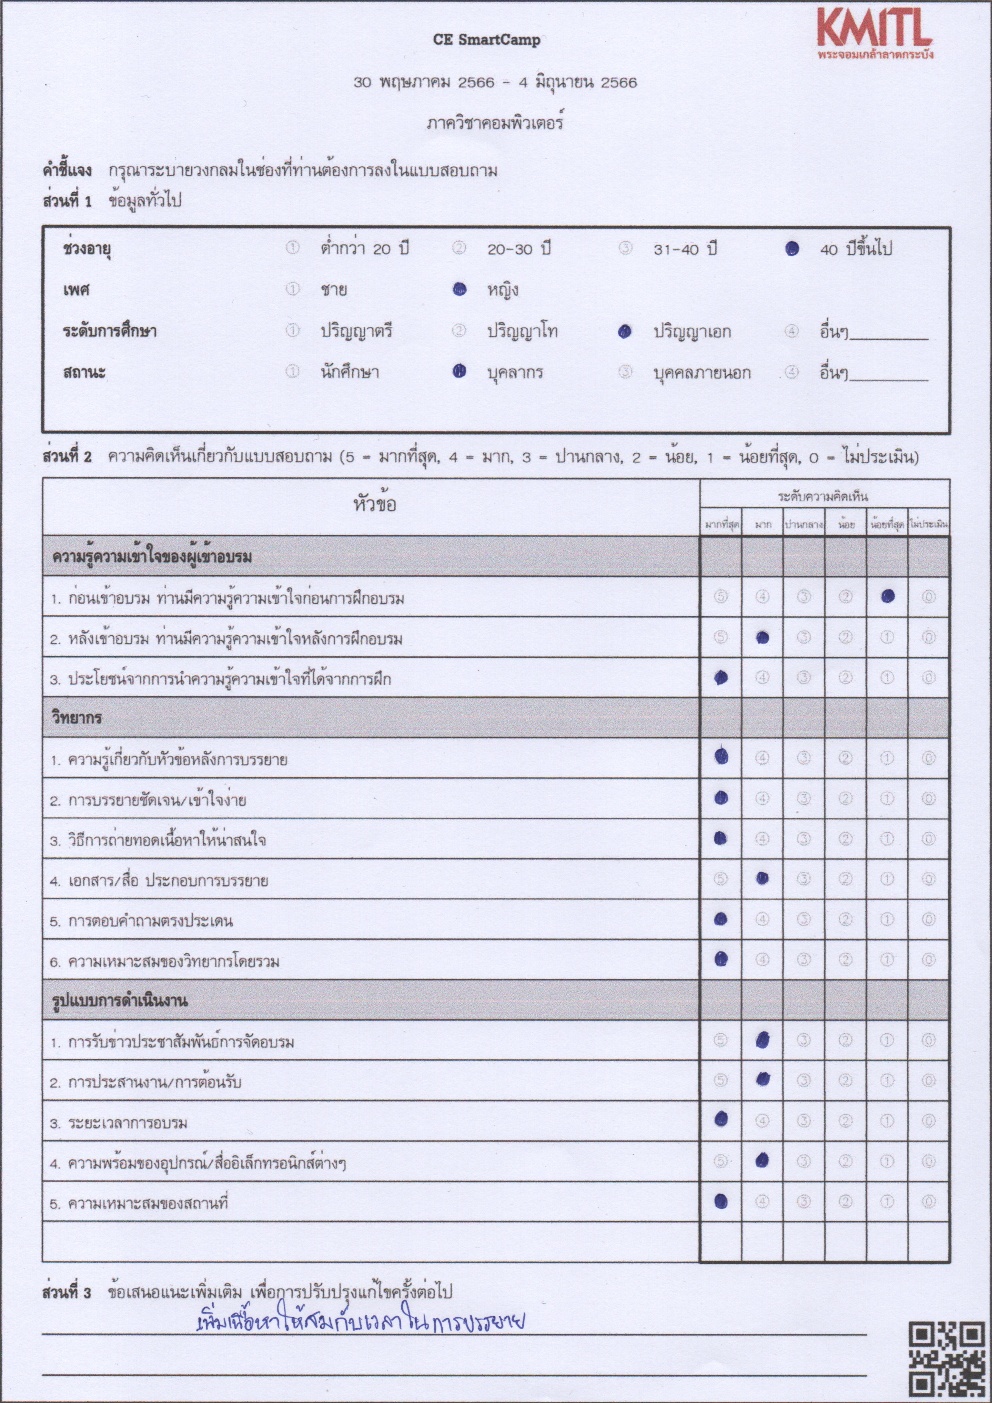 KMITL
พระจอมเกล้าลาดกระบัง
CE SmartCamp
30 พฤษภาคม 2566 - 4 มิถุนายน 2566
ภาควิชาคอมพิวเตอร์
คำชี้แจง กรุณาระบายวงกลมในช่องที่ท่านต้องการลงในแบบสอบถาม
ส่วนที่ 1 ข้อมูลทั่วไป
ช่วงอายุ ① ต่ำกว่า 20 ปี ② 20-30 ปี ③ 31-40 ปี 40 ปีขึ้นไป
เพศ ① ชาย หญิง
ระดับการศึกษา ① ปริญญาตรี ② ปริญญาโท ปริญญาเอก ④ อื่นๆ
สถานะ ① นักศึกษา บุคลากร ③ บุคคลภายนอก ④ อื่นๆ
ส่วนที่ 2 ความคิดเห็นเกี่ยวกับแบบสอบถาม (5 = มากที่สุด, 4 = มาก, 3 = ปานกลาง, 2 = น้อย, 1 = น้อยที่สุด, 0 = ไม่ประเมิน)
หัวข้อ ระดับความคิดเห็น
มากที่สุด มาก ปานกลาง น้อย น้อยที่สุด ไม่ประเมิน
ความรู้ความเข้าใจของผู้เข้าอบรม
1. ก่อนเข้าอบรม ท่านมีความรู้ความเข้าใจก่อนการฝึกอบรม ⑤ ④ ③ ② ⓪
2. หลังเข้าอบรม ท่านมีความรู้ความเข้าใจหลังการฝึกอบรม ⑤ ③ ② ① ⓪
3. ประโยชน์จากการนำความรู้ความเข้าใจที่ได้จากการฝึก ④ ③ ② ① ⓪
วิทยากร
1. ความรู้เกี่ยวกับหัวข้อหลังการบรรยาย ④ ③ ② ① ⓪
2. การบรรยายชัดเจน/เข้าใจง่าย ④ ③ ② ① ⓪
3. วิธีการถ่ายทอดเนื้อหาให้น่าสนใจ ④ ③ ② ① ⓪
4. เอกสาร/สื่อ ประกอบการบรรยาย ⑤ ③ ② ① ⓪
5. การตอบคำถามตรงประเดน ④ ③ ② ① ⓪
6. ความเหมาะสมของวิทยากรโดยรวม ④ ③ ② ① ⓪
รูปแบบการดำเนินงาน
1. การรับข่าวประชาสัมพันธ์การจัดอบรม ⑤ ③ ② ① ⓪
2. การประสานงาน/การต้อนรับ ⑤ ③ ② ① ⓪
3. ระยะเวลาการอบรม ④ ③ ② ① ⓪
4. ความพร้อมของอุปกรณ์/สื่ออิเล็กทรอนิกส์ต่างๆ ⑤ ③ ② ① ⓪
5. ความเหมาะสมของสถานที่ ④ ③ ② ① ⓪
ส่วนที่ 3 ข้อเสนอแนะเพิ่มเติม เพื่อการปรับปรุงแก้ไขครั้งต่อไป
เพิ่มเนื้อหาให้สมกับเวลาในการบรรยาย